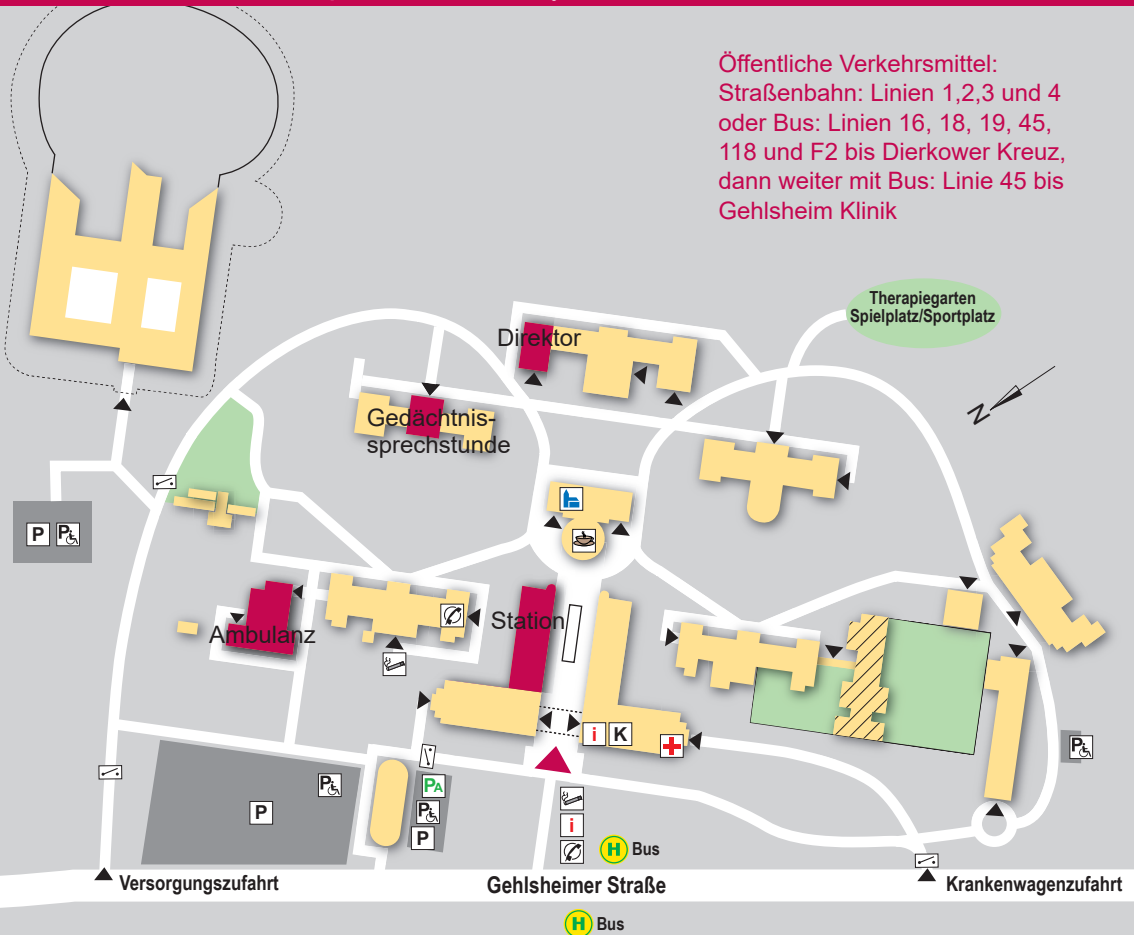 Öffentliche Verkehrsmittel:
Straßenbahn: Linien 1,2,3 und 4
oder Bus: Linien 16, 18, 19, 45,
118 und F2 bis Dierkower Kreuz,
dann weiter mit Bus: Linie 45 bis
Gehlsheim Klinik
Therapiegarten
Spielplatz/Sportplatz
Direktor
N
Gedächtnis-
sprechstunde
P P
Station
Ambulanz
i K
P
P
PA
P
P
P
i
H Bus
Versorgungszufahrt
Gehlsheimer Straße
Krankenwagenzufahrt
H Bus